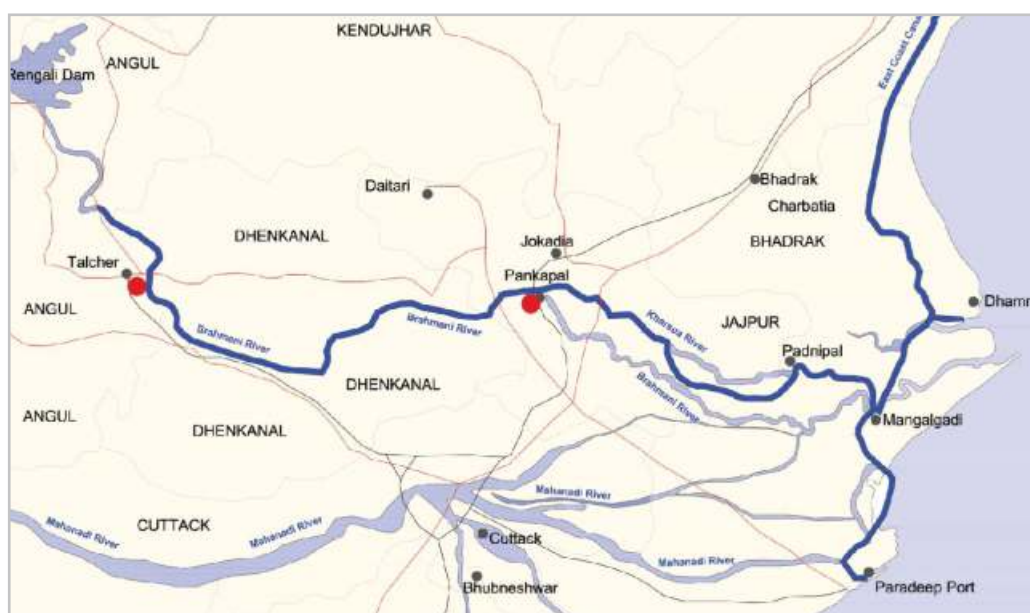 KENDUJHAR
East Coast Cana
ANGUL
Rengali Dam
Bhadrak
Daitari
Charbatia
DHENKANAL
Jokadia
BHADRAK
Talcher
Pankapal
Dhamr
ANGUL
Brahmani River
Brahmani River
Kharsua River
JAJPUR
Padnipal
DHENKANAL
Brahmani River
ANGUL
DHENKANAL
Mangalgadi
Mahanadi River
Mahanadi River
CUTTACK
Mahanadi River
Cuttack
Mahanadi River
Bhubneshwar
Paradeep Port